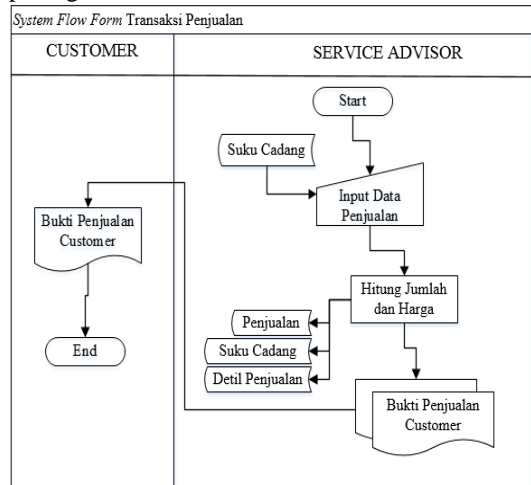 System Flow Form Transaksi Penjualan
CUSTOMER
SERVICE ADVISOR
Start
Suku Cadang
Input Data
Penjualan
Bukti Penjualan
Customer
Hitung Jumlah
dan Harga
Penjualan
Suku Cadang
Detil Penjualan
End
Bukti Penjualan
Customer